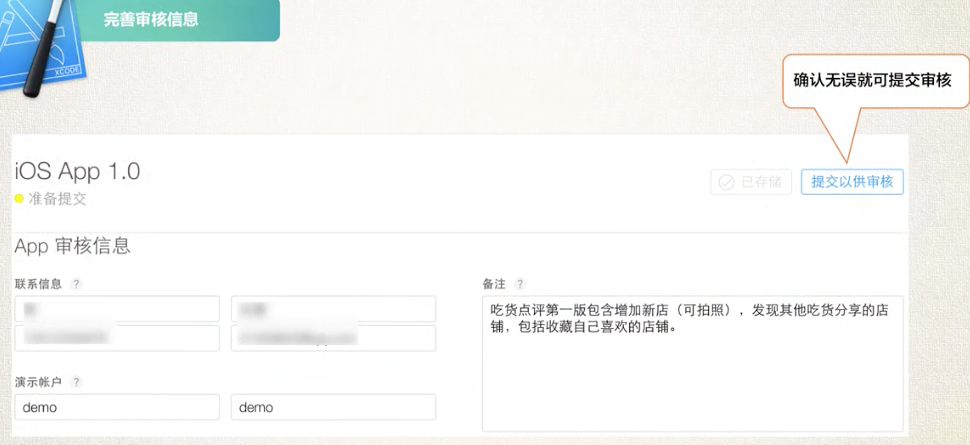 完善审核信息
XCODE
确认无误就可提交审核
iOS App 1.0
准备提交
已存储
提交以供审核
App 审核信息
联系信息 ?
备注 ?
吃货点评第一版包含增加新店（可拍照），发现其他吃货分享的店
铺，包括收藏自己喜欢的店铺。
演示帐户 ?
demo
demo